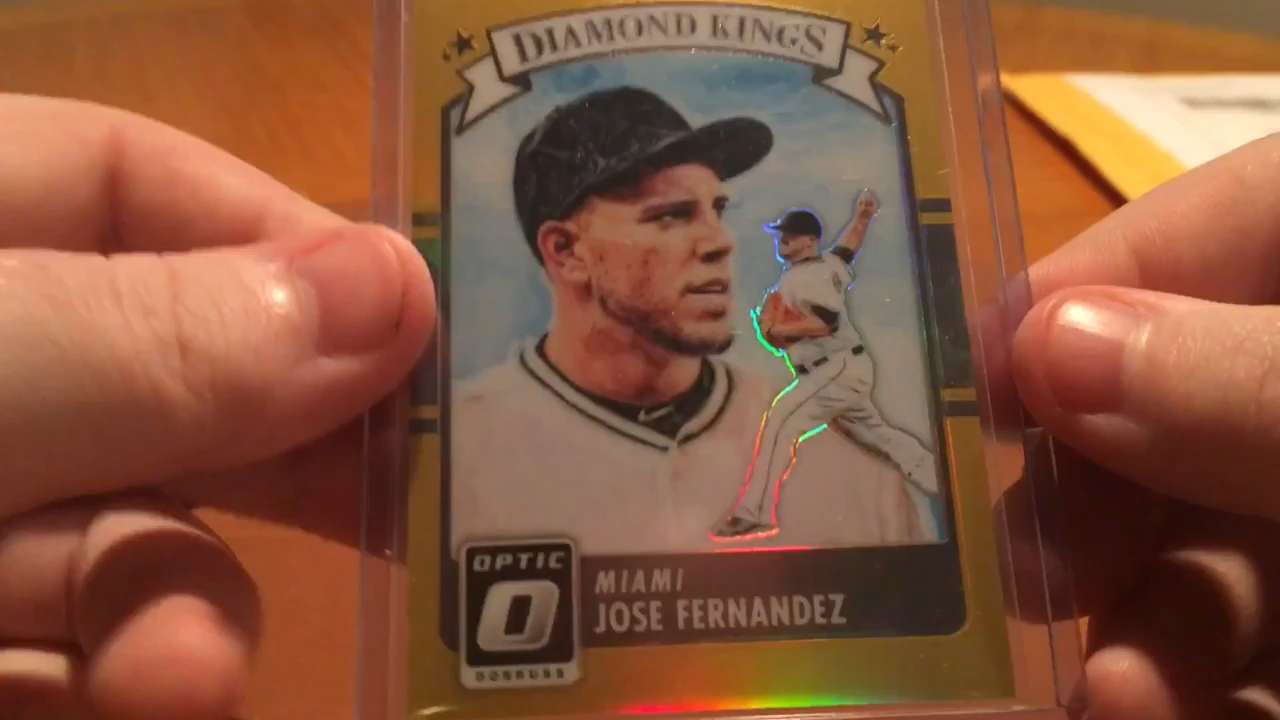 DIAMOND KINGS
OPTIC
O
DONRUSS
MIAMI
JOSE FERNANDEZ